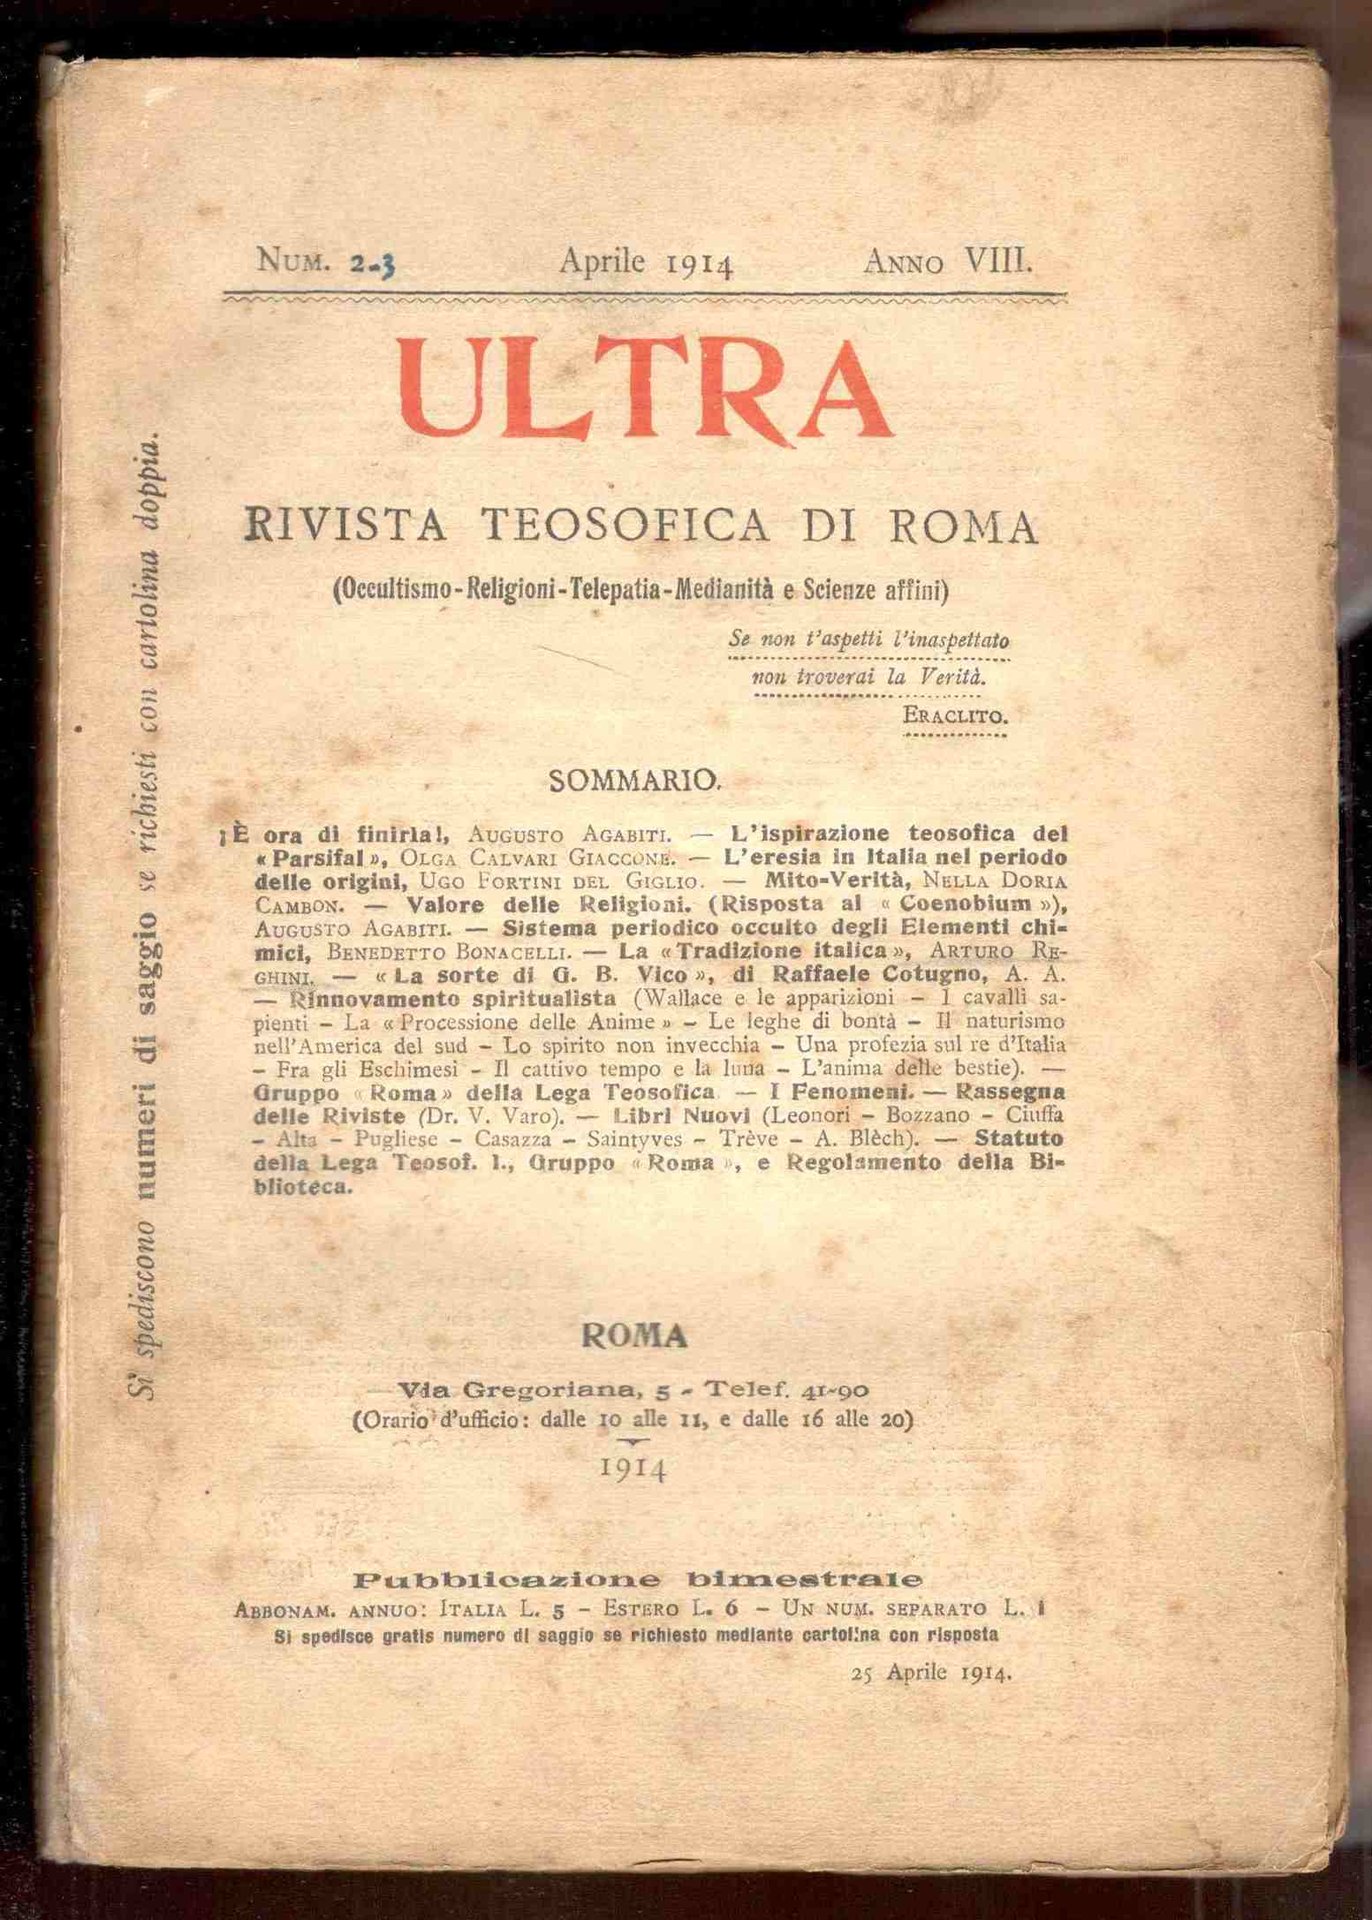 Num. 2-3 Aprile 1914 Anno VIII.
ULTRA
RIVISTA TEOSOFICA DI ROMA
(Occultismo-Religioni-Telepatia-Medianità e Scienze affini)
Se non t'aspetti l'inaspettato
non troverai la Verità.
Eraclito.
SOMMARIO.
¡È ora di finirla!, Augusto Agabiti. — L'ispirazione teosofica del
« Parsifal », Olga Calvari Giaccone. — L'eresia in Italia nel periodo
delle origini, Ugo Fortini del Giglio. — Mito-Verità, Nella Doria
Cambon. — Valore delle Religioni. (Risposta al « Coenobium »),
Augusto Agabiti. — Sistema periodico occulto degli Elementi chi-
mici, Benedetto Bonacelli. — La « Tradizione italica », Arturo Re-
ghini. — « La sorte di G. B. Vico », di Raffaele Cotugno, A. A.
— Rinnovamento spiritualista (Wallace e le apparizioni – I cavalli sa-
pienti – La « Processione delle Anime » – Le leghe di bontà – Il naturismo
nell'America del sud – Lo spirito non invecchia – Una profezia sul re d'Italia
– Fra gli Eschimesi – Il cattivo tempo e la luna – L'anima delle bestie). —
Gruppo « Roma » della Lega Teosofica — I Fenomeni. — Rassegna
delle Riviste (Dr. V. Varo). — Libri Nuovi (Leonori – Bozzano – Ciuffa
– Alta – Pugliese – Casazza – Saintyves – Trève – A. Blèch). — Statuto
della Lega Teosof. I., Gruppo « Roma », e Regolamento della Bi-
blioteca.
ROMA
Via Gregoriana, 5 - Telef. 41-90
(Orario d'ufficio: dalle 10 alle 11, e dalle 16 alle 20)
1914
Pubblicazione bimestrale
Abbonam. annuo: Italia L. 5 – Estero L. 6 – Un num. separato L. 1
Si spedisce gratis numero di saggio se richiesto mediante cartolina con risposta
25 Aprile 1914.
Si spediscono numeri di saggio se richiesti con cartolina doppia.